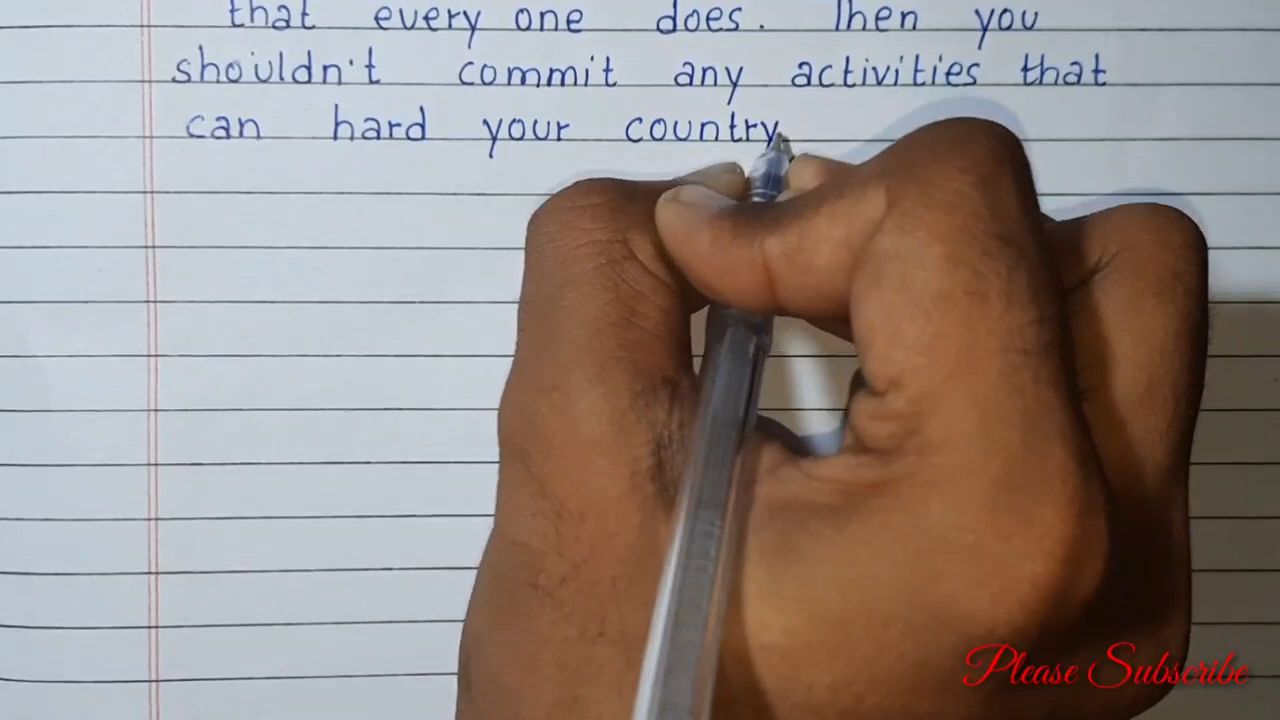 that every one does. Then you
shouldn't commit any activities that
can hard your country
Please Subscribe